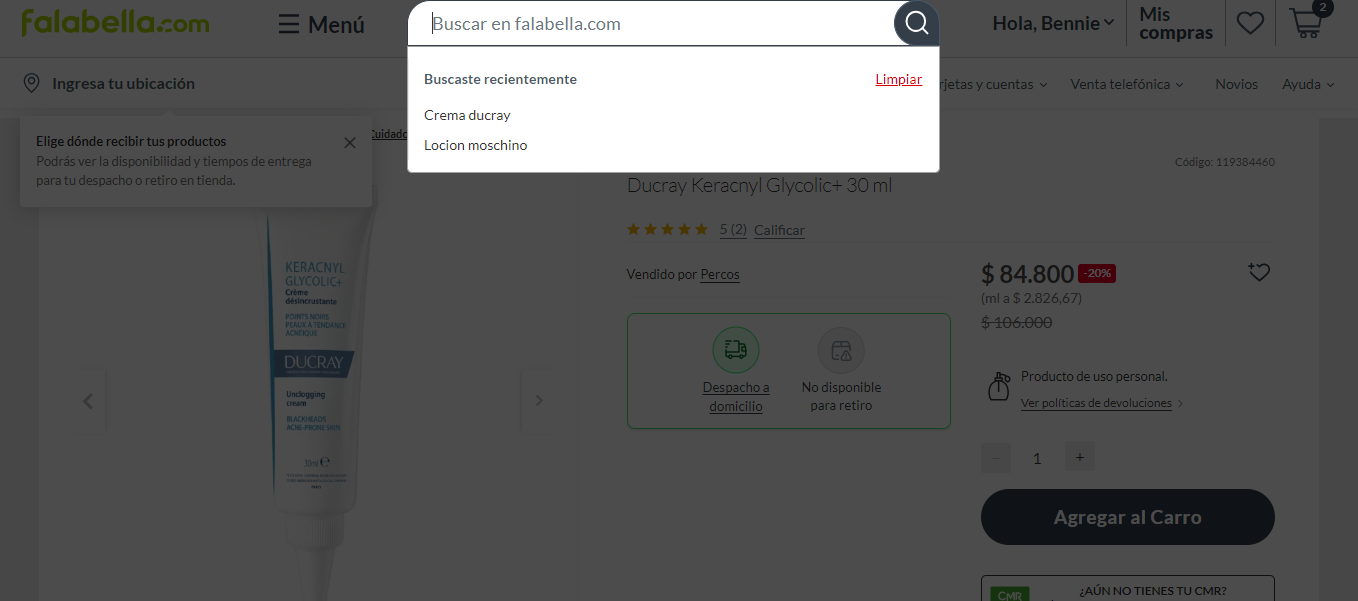 falabella.com
Menú
Buscar en falabella.com
Hola, Bennie
Mis
compras
2
Ingresa tu ubicación
rjetas y cuentas
Venta telefónica
Novios
Ayuda
Buscaste recientemente
Limpiar
Crema ducray
Locion moschino
Elige dónde recibir tus productos
Podrás ver la disponibilidad y tiempos de entrega
para tu despacho o retiro en tienda.
Cuidado
Código: 119384460
Ducray Keracnyl Glycolic+ 30 ml
5 (2)
Calificar
Vendido por Percos
$ 84.800
-20%
(ml a $ 2.826,67)
$ 106.000
Despacho a
domicilio
No disponible
para retiro
Producto de uso personal.
Ver políticas de devoluciones
1
+
Agregar al Carro
CMR
¿AÚN NO TIENES TU CMR?
KERACNYL
GLYCOLIC+
Crème
désincrustante
POINTS NOIRS
PEAUX À TENDANCE
ACNÉIQUE
DUCRAY
Unclogging
cream
BLACKHEADS
ACNE-PRONE SKIN
30ml e